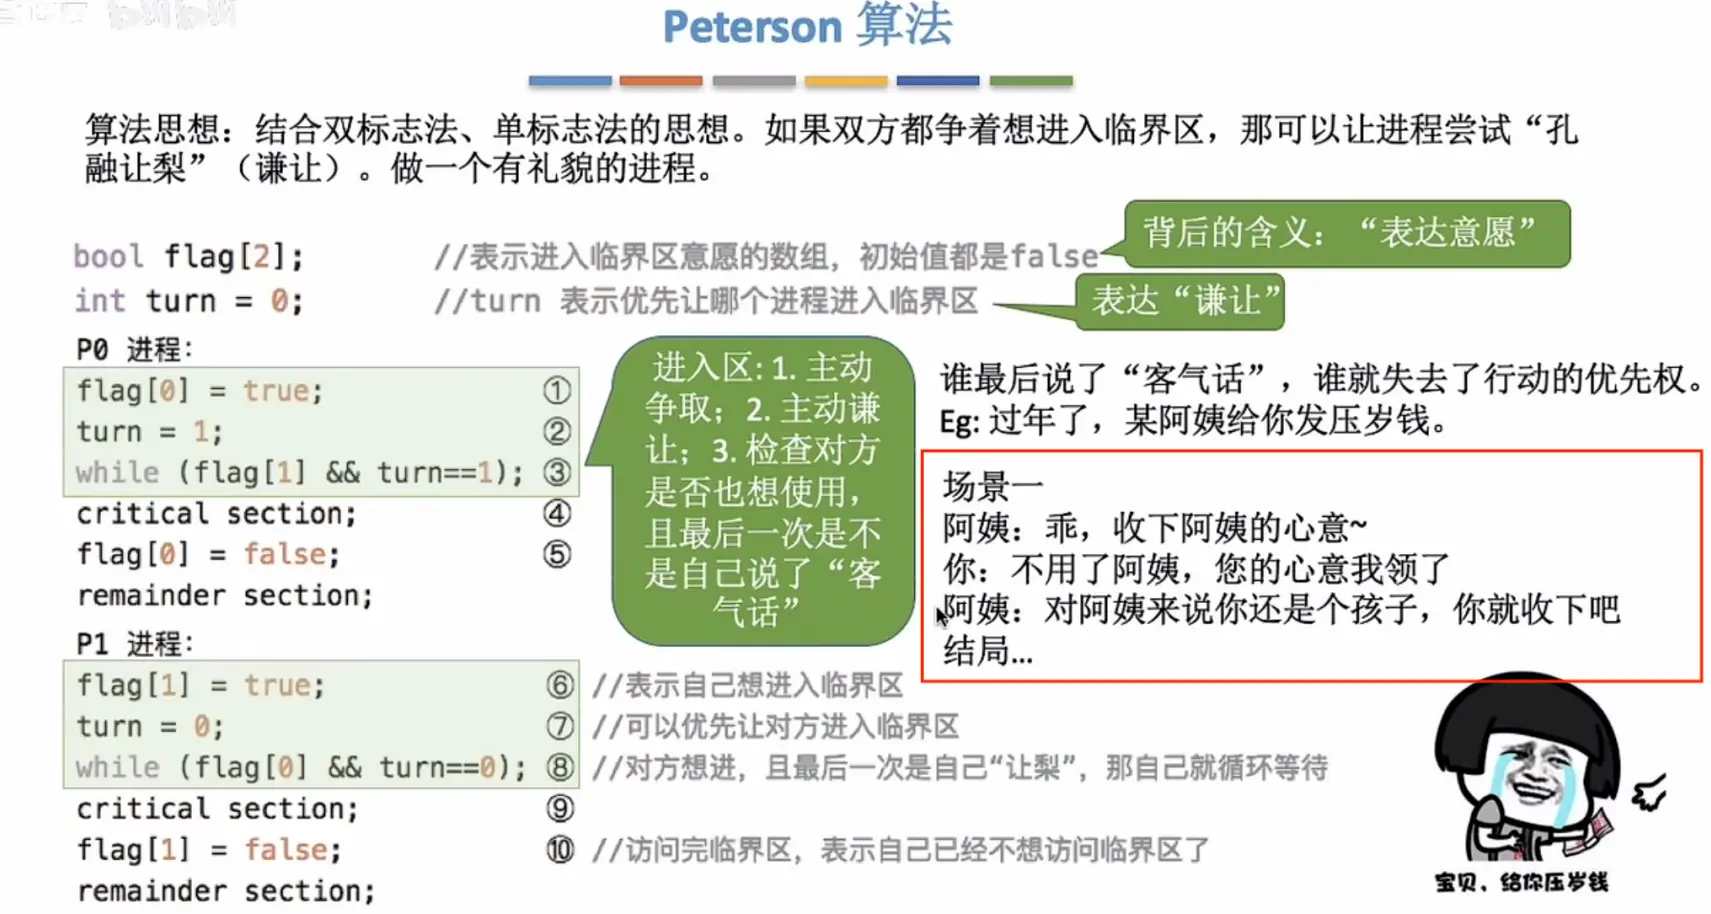 Peterson 算法
算法思想：结合双标志法、单标志法的思想。如果双方都争着想进入临界区，那可以让进程尝试“孔
融让梨”（谦让）。做一个有礼貌的进程。
bool flag[2]; //表示进入临界区意愿的数组，初始值都是false
背后的含义：“表达意愿”
int turn = 0; //turn 表示优先让哪个进程进入临界区
表达“谦让”
P0 进程：
flag[0] = true; ①
turn = 1; ②
while (flag[1] && turn==1); ③
critical section; ④
flag[0] = false; ⑤
remainder section;
进入区: 1. 主动
争取；2. 主动谦
让；3. 检查对方
是否也想使用，
且最后一次是不
是自己说了“客
气话”
谁最后说了“客气话”，谁就失去了行动的优先权。
Eg: 过年了，某阿姨给你发压岁钱。
场景一
阿姨：乖，收下阿姨的心意~
你：不用了阿姨，您的心意我领了
阿姨：对阿姨来说你还是个孩子，你就收下吧
结局...
P1 进程：
flag[1] = true; ⑥ //表示自己想进入临界区
turn = 0; ⑦ //可以优先让对方进入临界区
while (flag[0] && turn==0); ⑧ //对方想进，且最后一次是自己“让梨”，那自己就循环等待
critical section; ⑨
flag[1] = false; ⑩ //访问完临界区，表示自己已经不想访问临界区了
remainder section;
宝贝，给你压岁钱